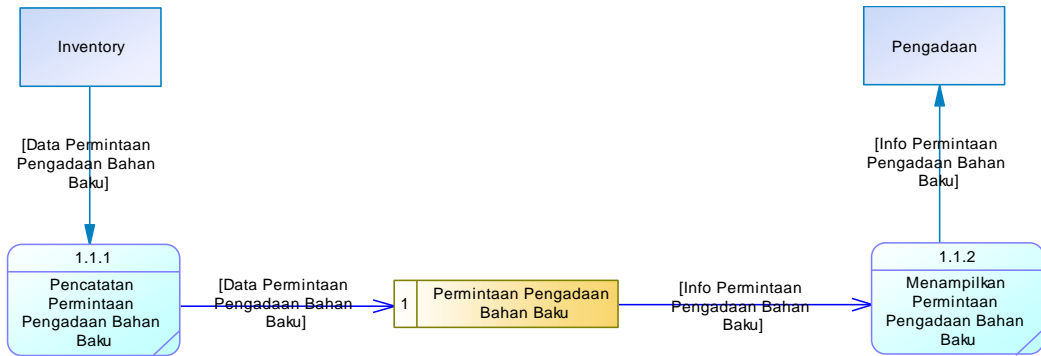 Inventory
Pengadaan
[Data Permintaan
Pengadaan Bahan
Baku]
[Info Permintaan
Pengadaan Bahan
Baku]
1.1.1
Pencatatan
Permintaan
Pengadaan Bahan
Baku
[Data Permintaan
Pengadaan Bahan
Baku]
1
Permintaan Pengadaan
Bahan Baku
[Info Permintaan
Pengadaan Bahan
Baku]
1.1.2
Menampilkan
Permintaan
Pengadaan Bahan
Baku